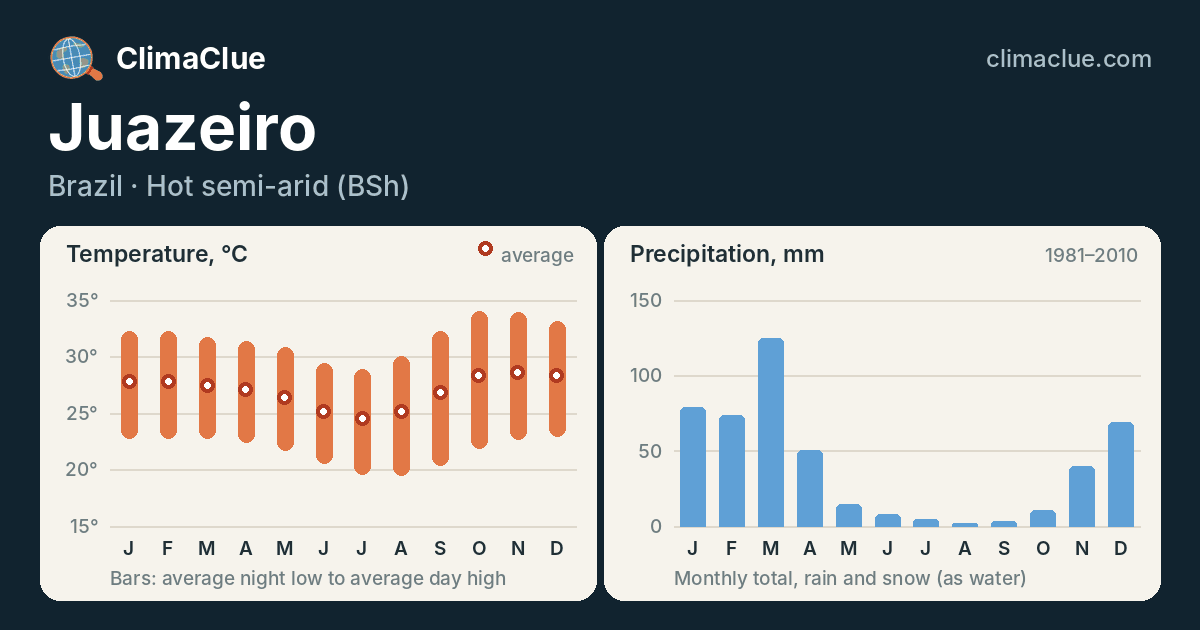 ClimaClue
climaclue.com
Juazeiro
Brazil · Hot semi-arid (BSh)
Temperature, °C
average
35°
30°
25°
20°
15°
J F M A M J J A S O N D
Bars: average night low to average day high
Precipitation, mm
1981–2010
150
100
50
0
J F M A M J J A S O N D
Monthly total, rain and snow (as water)